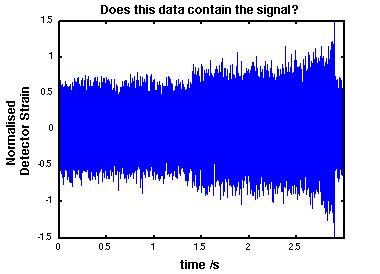 Does this data contain the signal?
1.5
1
0.5
0
-0.5
-1
-1.5
Normalised
Detector Strain
0 0.5 1 1.5 2 2.5
time /s